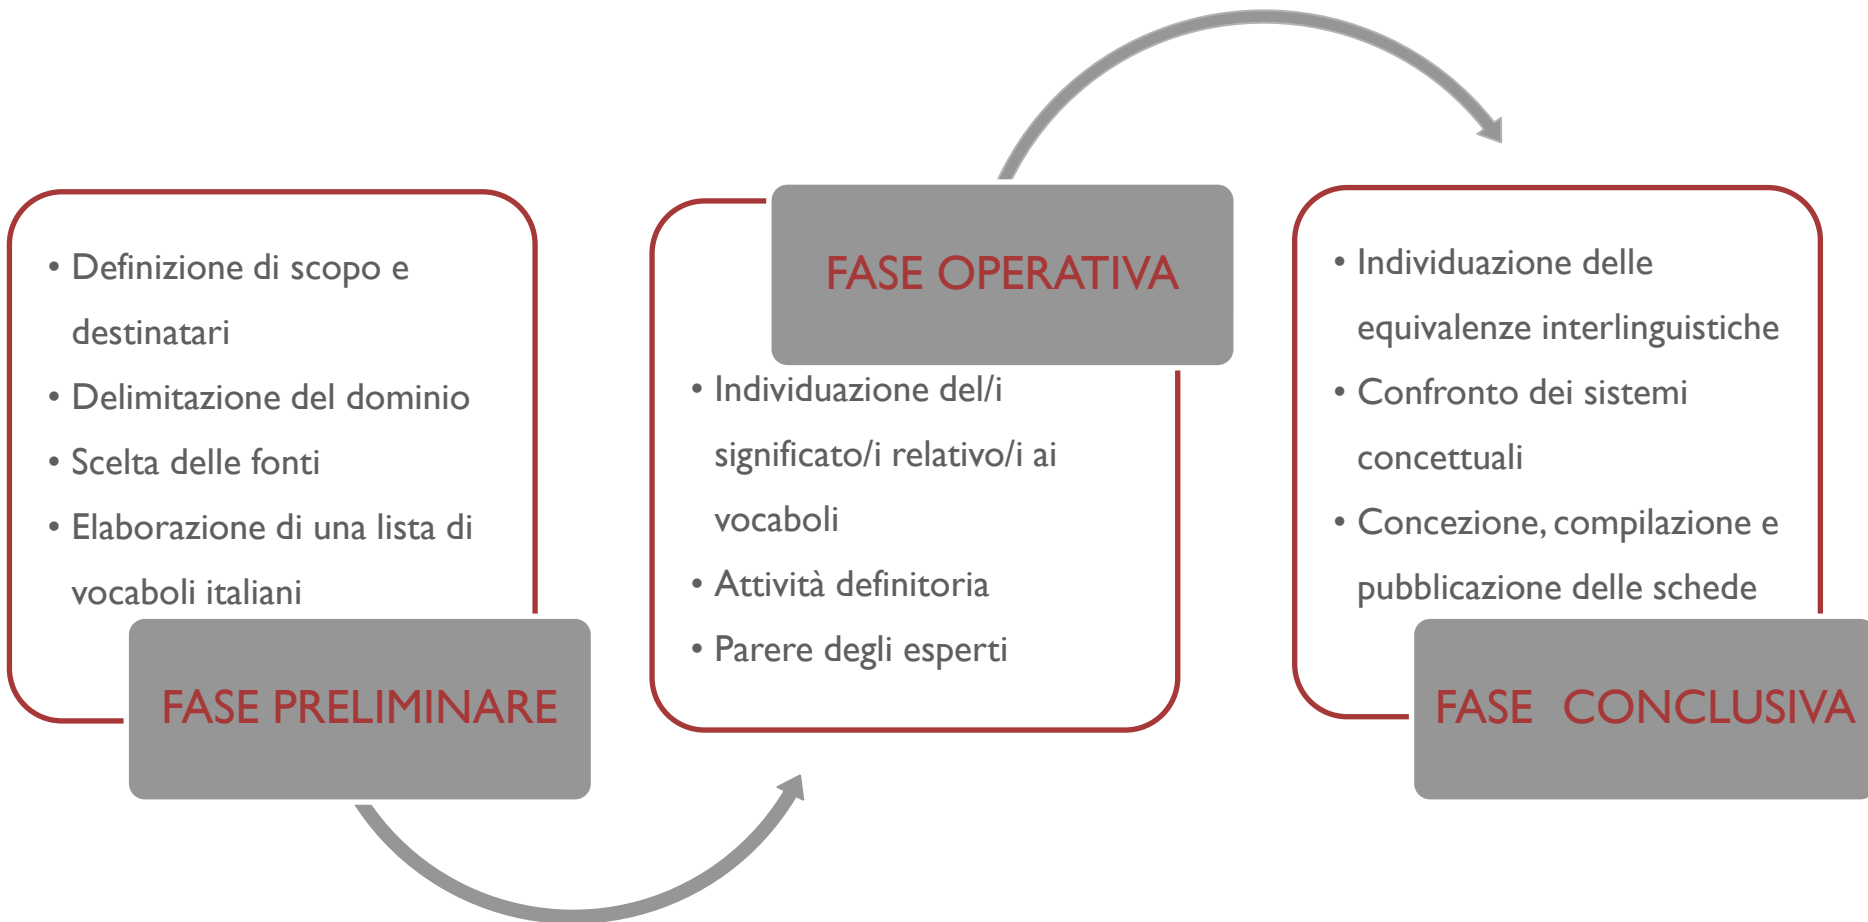 • Definizione di scopo e
destinatari
• Delimitazione del dominio
• Scelta delle fonti
• Elaborazione di una lista di
vocaboli italiani
FASE PRELIMINARE
FASE OPERATIVA
• Individuazione del/i
significato/i relativo/i ai
vocaboli
• Attività definitoria
• Parere degli esperti
• Individuazione delle
equivalenze interlinguistiche
• Confronto dei sistemi
concettuali
• Concezione, compilazione e
pubblicazione delle schede
FASE CONCLUSIVA